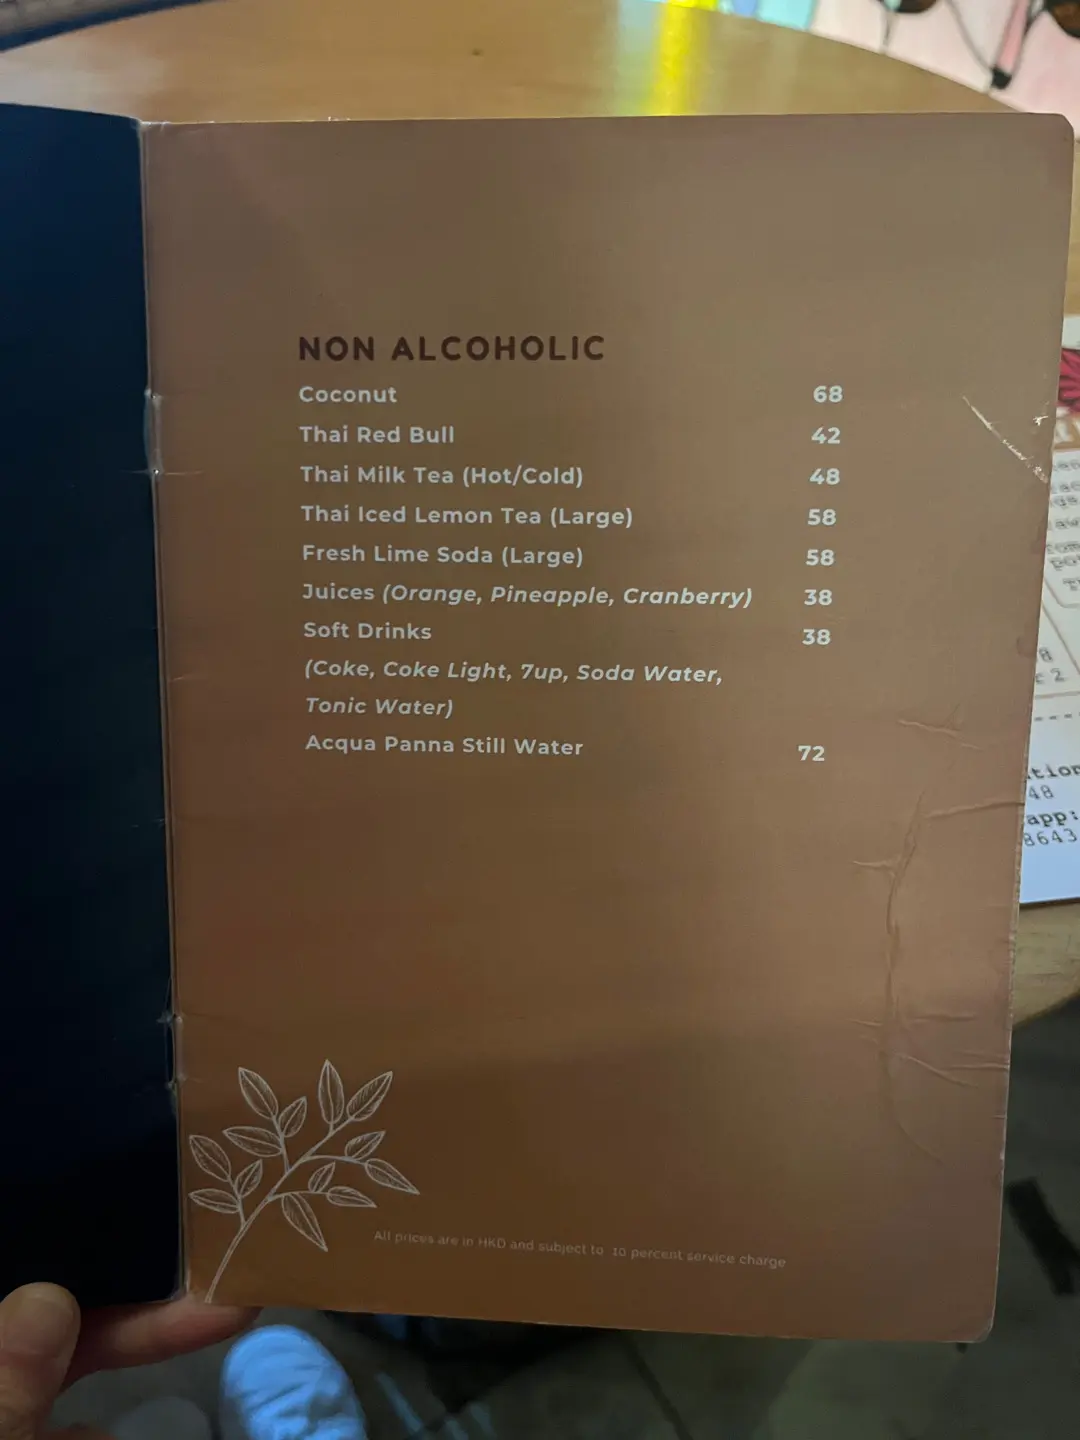 NON ALCOHOLIC
Coconut 68
Thai Red Bull 42
Thai Milk Tea (Hot/Cold) 48
Thai Iced Lemon Tea (Large) 58
Fresh Lime Soda (Large) 58
Juices (Orange, Pineapple, Cranberry) 38
Soft Drinks 38
(Coke, Coke Light, 7up, Soda Water,
Tonic Water)
Acqua Panna Still Water 72
All prices are in HKD and subject to 10 percent service charge
48
app:
8643